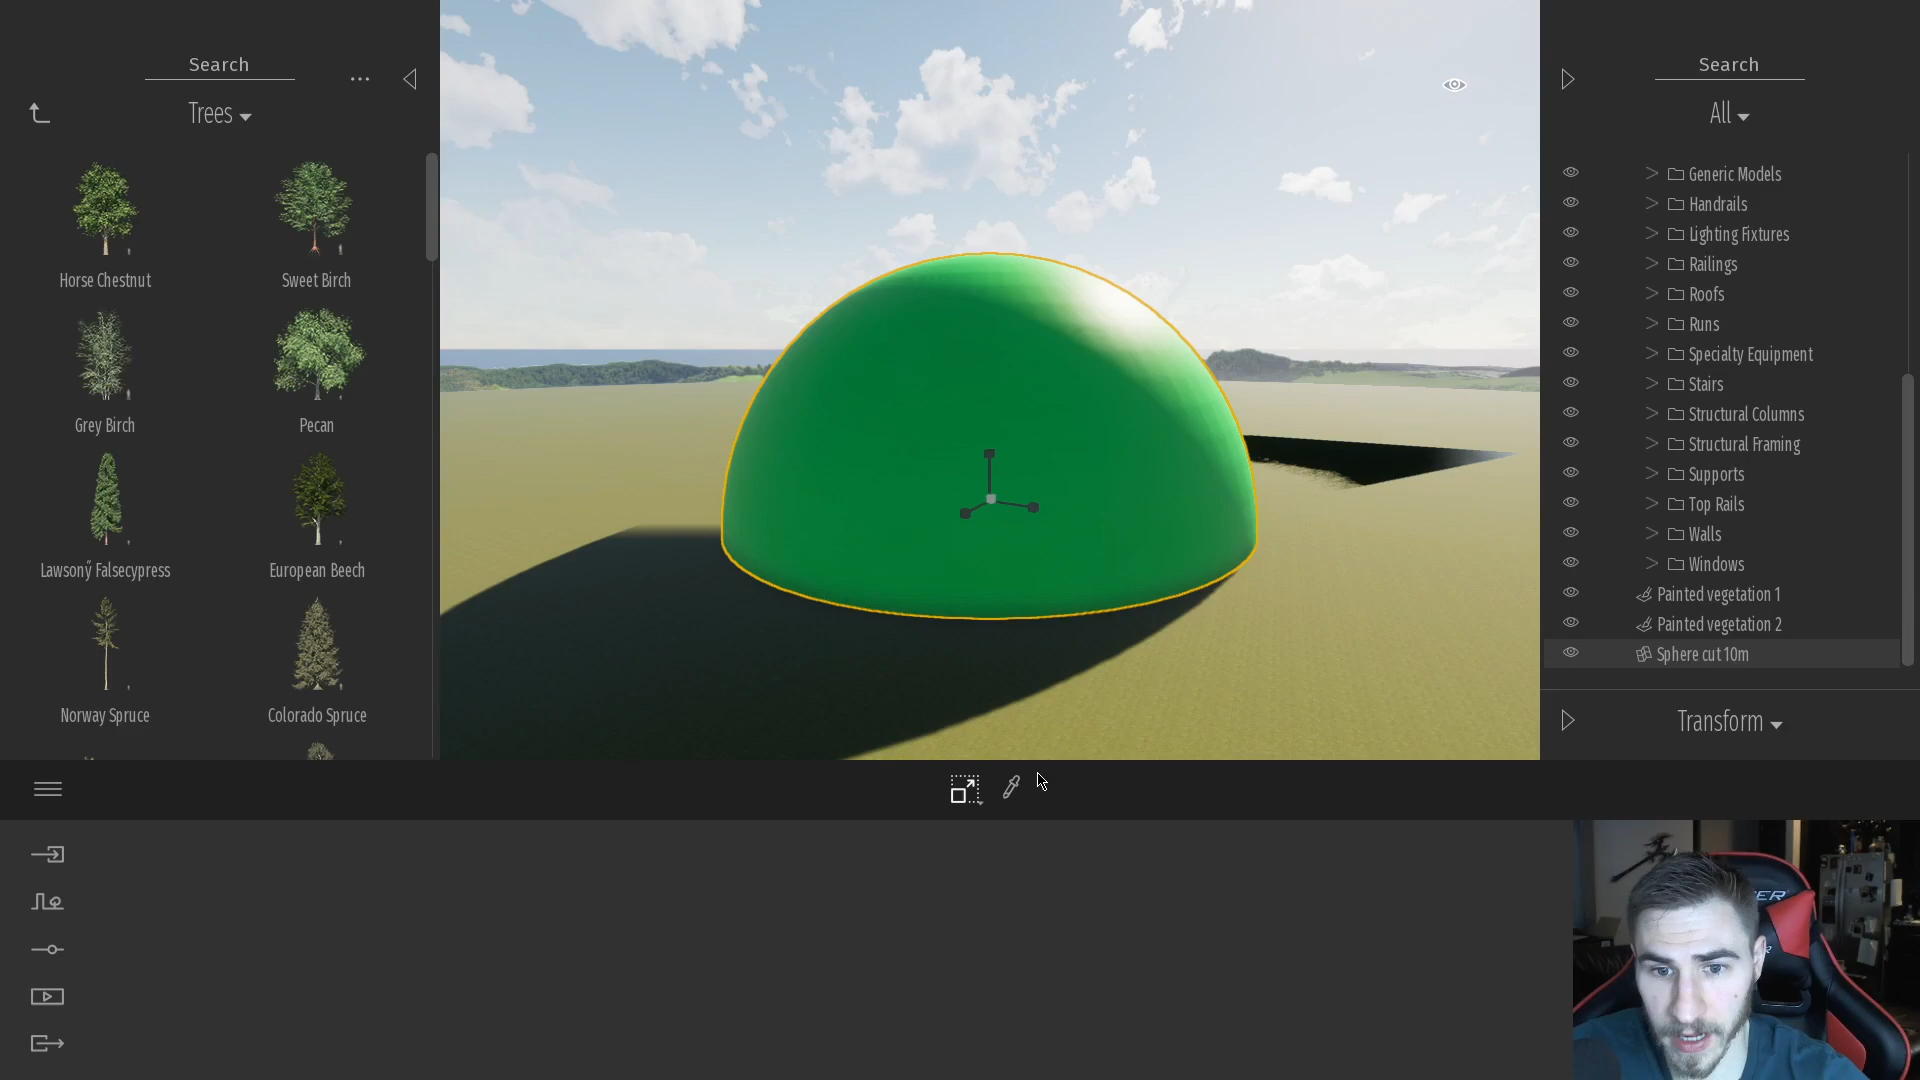 Search
Trees
Horse Chestnut
Sweet Birch
Grey Birch
Pecan
Lawsony Falsecypress
European Beech
Norway Spruce
Colorado Spruce
Search
All
Generic Models
Handrails
Lighting Fixtures
Railings
Roofs
Runs
Specialty Equipment
Stairs
Structural Columns
Structural Framing
Supports
Top Rails
Walls
Windows
Painted vegetation 1
Painted vegetation 2
Sphere cut 10m
Transform